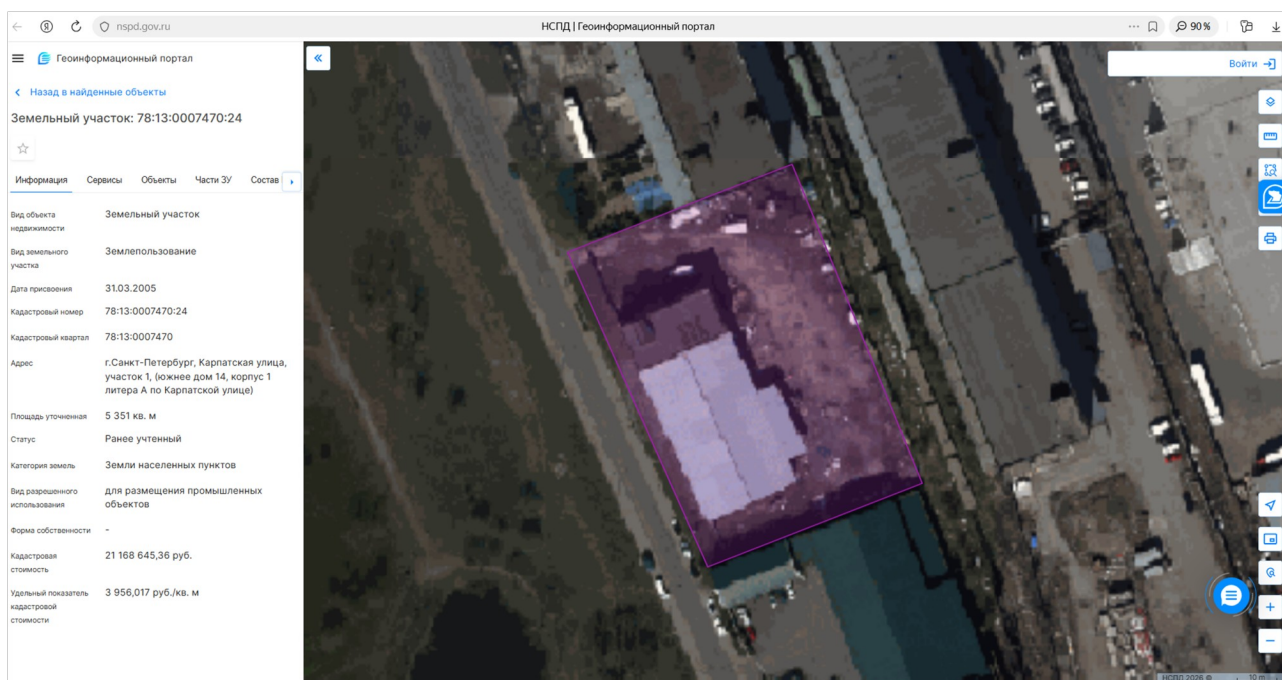 nspd.gov.ru
НСПД | Геоинформационный портал
90 %
Геоинформационный портал
Войти
Назад в найденные объекты
Земельный участок: 78:13:0007470:24
Информация Сервисы Объекты Части ЗУ Состав
Вид объекта
недвижимости
Земельный участок
Вид земельного
участка
Землепользование
Дата присвоения
31.03.2005
Кадастровый номер
78:13:0007470:24
Кадастровый квартал
78:13:0007470
Адрес
г.Санкт-Петербург, Карпатская улица,
участок 1, (южнее дом 14, корпус 1
литера А по Карпатской улице)
Площадь уточненная
5 351 кв. м
Статус
Ранее учтенный
Категория земель
Земли населенных пунктов
Вид разрешенного
использования
для размещения промышленных
объектов
Форма собственности
-
Кадастровая
стоимость
21 168 645,36 руб.
Удельный показатель
кадастровой
стоимости
3 956,017 руб./кв. м
НСПД 2026 ©
10 m